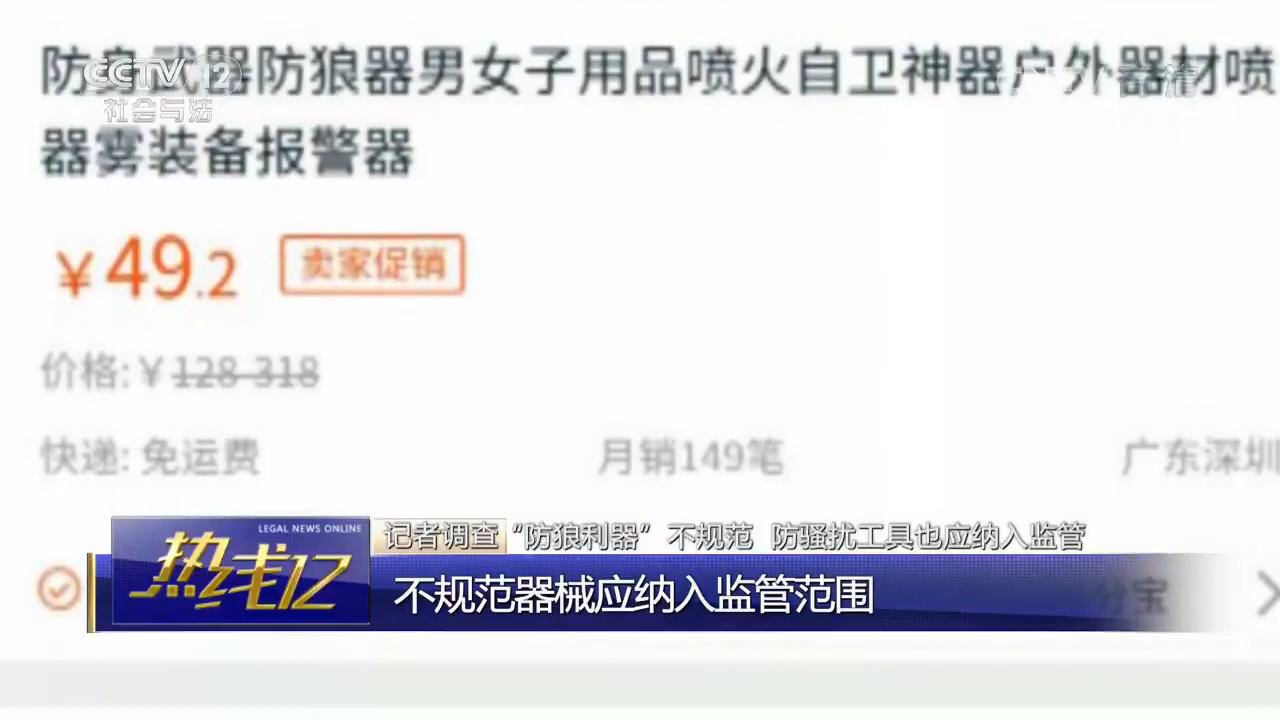 防身武器防狼器男女子用品喷火自卫神器户外器材喷
器雾装备报警器
CCTV 12
社会与法
¥49.2 卖家促销
价格:¥128-318
快递: 免运费 月销149笔 广东深圳
LEGAL NEWS ONLINE
热线12
记者调查 “防狼利器”不规范 防骚扰工具也应纳入监管
不规范器械应纳入监管范围